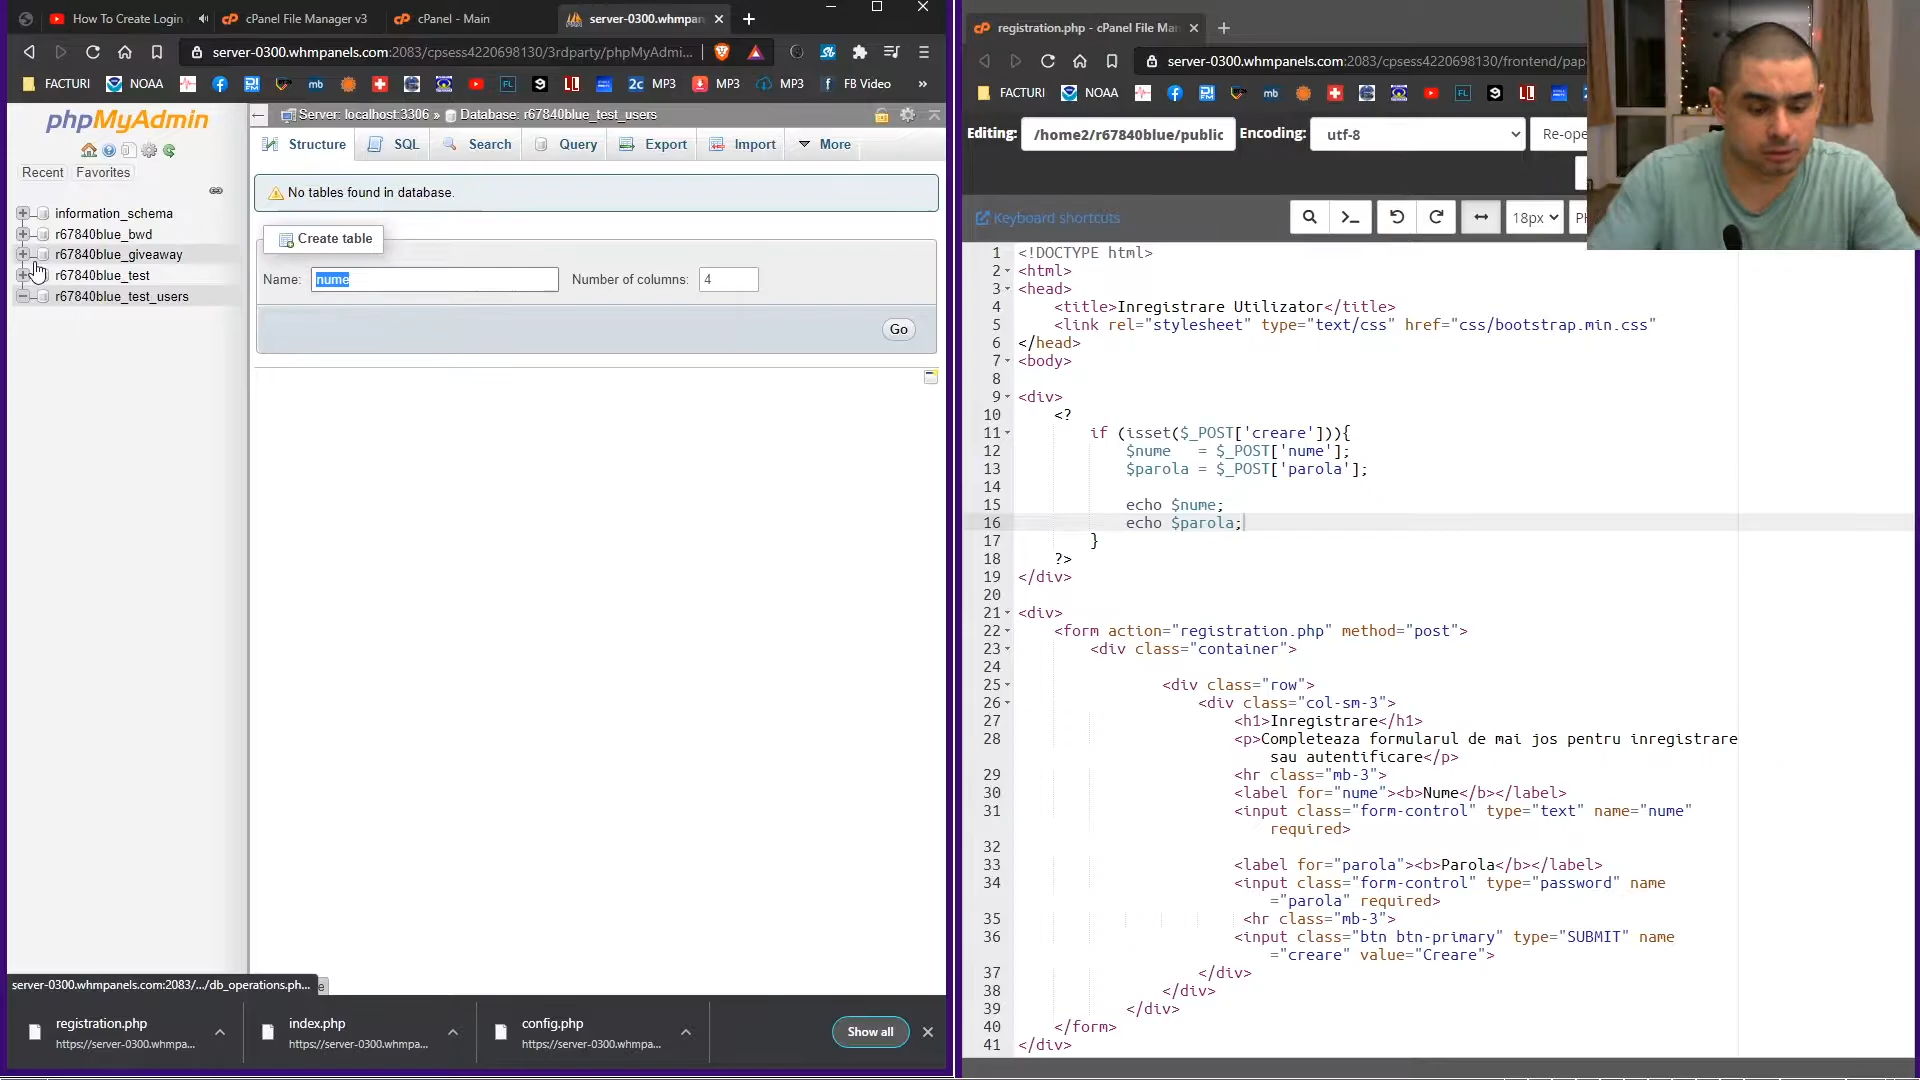 How To Create Login
cPanel File Manager v3
cPanel - Main
server-0300.whmpan
server-0300.whmpanels.com:2083/cpsess4220698130/3rdparty/phpMyAdmin...
FACTURI
NOAA
mb
FL
9
LL
2c MP3
MP3
MP3
FB Video
»
phpMyAdmin
Recent
Favorites
information_schema
r67840blue_bwd
r67840blue_giveaway
r67840blue_test
r67840blue_test_users
Server: localhost:3306 » Database: r67840blue_test_users
Structure
SQL
Search
Query
Export
Import
More
No tables found in database.
Create table
Name:
nume
Number of columns:
4
Go
server-0300.whmpanels.com:2083/.../db_operations.ph...
registration.php
https://server-0300.whmpa...
index.php
https://server-0300.whmpa...
config.php
https://server-0300.whmpa...
Show all
registration.php - cPanel File Man
server-0300.whmpanels.com:2083/cpsess4220698130/frontend/pap
FACTURI
NOAA
mb
FL
9
LL
Editing:
/home2/r67840blue/public
Encoding:
utf-8
Re-ope
Keyboard shortcuts
18px
1 <!DOCTYPE html>
2 <html>
3 <head>
4 <title>Inregistrare Utilizator</title>
5 <link rel="stylesheet" type="text/css" href="css/bootstrap.min.css"
6 </head>
7 <body>
8
9 <div>
10 <?
11 if (isset($_POST['creare'])){
12 $nume = $_POST['nume'];
13 $parola = $_POST['parola'];
14
15 echo $nume;
16 echo $parola;
17 }
18 ?>
19 </div>
20
21 <div>
22 <form action="registration.php" method="post">
23 <div class="container">
24
25 <div class="row">
26 <div class="col-sm-3">
27 <h1>Inregistrare</h1>
28 <p>Completeaza formularul de mai jos pentru inregistrare
sau autentificare</p>
29 <hr class="mb-3">
30 <label for="nume"><b>Nume</b></label>
31 <input class="form-control" type="text" name="nume"
required>
32
33 <label for="parola"><b>Parola</b></label>
34 <input class="form-control" type="password" name
="parola" required>
35 <hr class="mb-3">
36 <input class="btn btn-primary" type="SUBMIT" name
="creare" value="Creare">
37 </div>
38 </div>
39 </div>
40 </form>
41 </div>